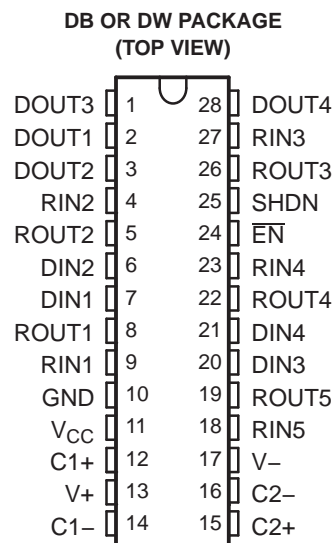 DB OR DW PACKAGE
(TOP VIEW)
DOUT3 1 28 DOUT4
DOUT1 2 27 RIN3
DOUT2 3 26 ROUT3
RIN2 4 25 SHDN
ROUT2 5 24 E̅N̅
DIN2 6 23 RIN4
DIN1 7 22 ROUT4
ROUT1 8 21 DIN4
RIN1 9 20 DIN3
GND 10 19 ROUT5
VCC 11 18 RIN5
C1+ 12 17 V−
V+ 13 16 C2−
C1− 14 15 C2+